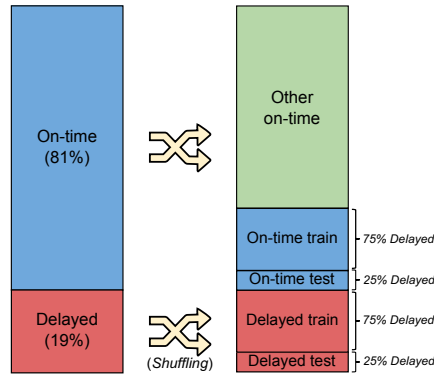 On-time
(81%)
Delayed
(19%)
(Shuffling)
Other
on-time
On-time train
75% Delayed
On-time test
25% Delayed
Delayed train
75% Delayed
Delayed test
25% Delayed